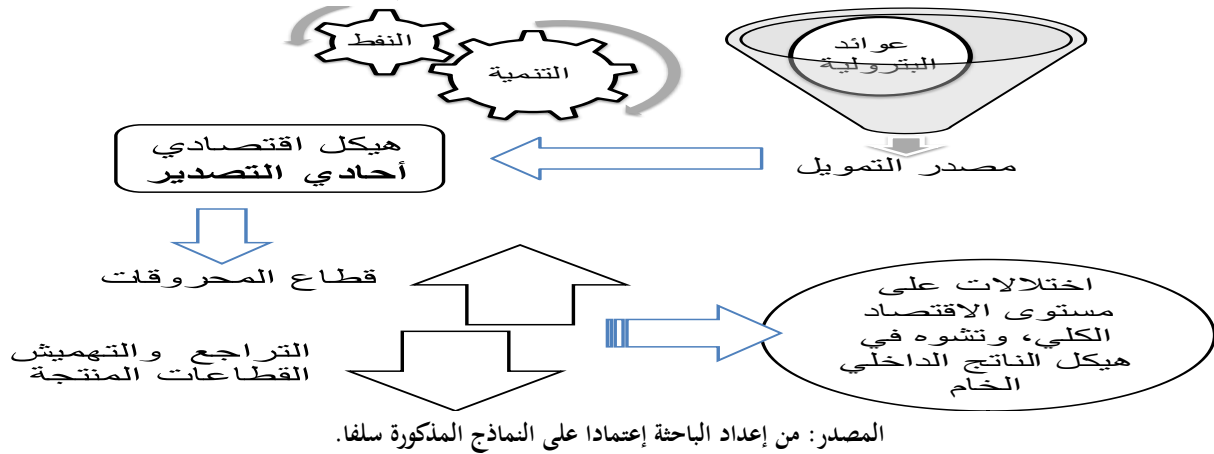 النفط
التنمية
عوائد
البترولية
مصدر التمويل
هيكل اقتصادي
أحادي التصدير
قطاع المحروقات
التراجع والتهميش
القطاعات المنتجة
اختلالات على
مستوى الاقتصاد
الكلي، وتشوه في
هيكل الناتج الداخلي
الخام
المصدر: من إعداد الباحثة إعتمادا على النماذج المذكورة سلفا.